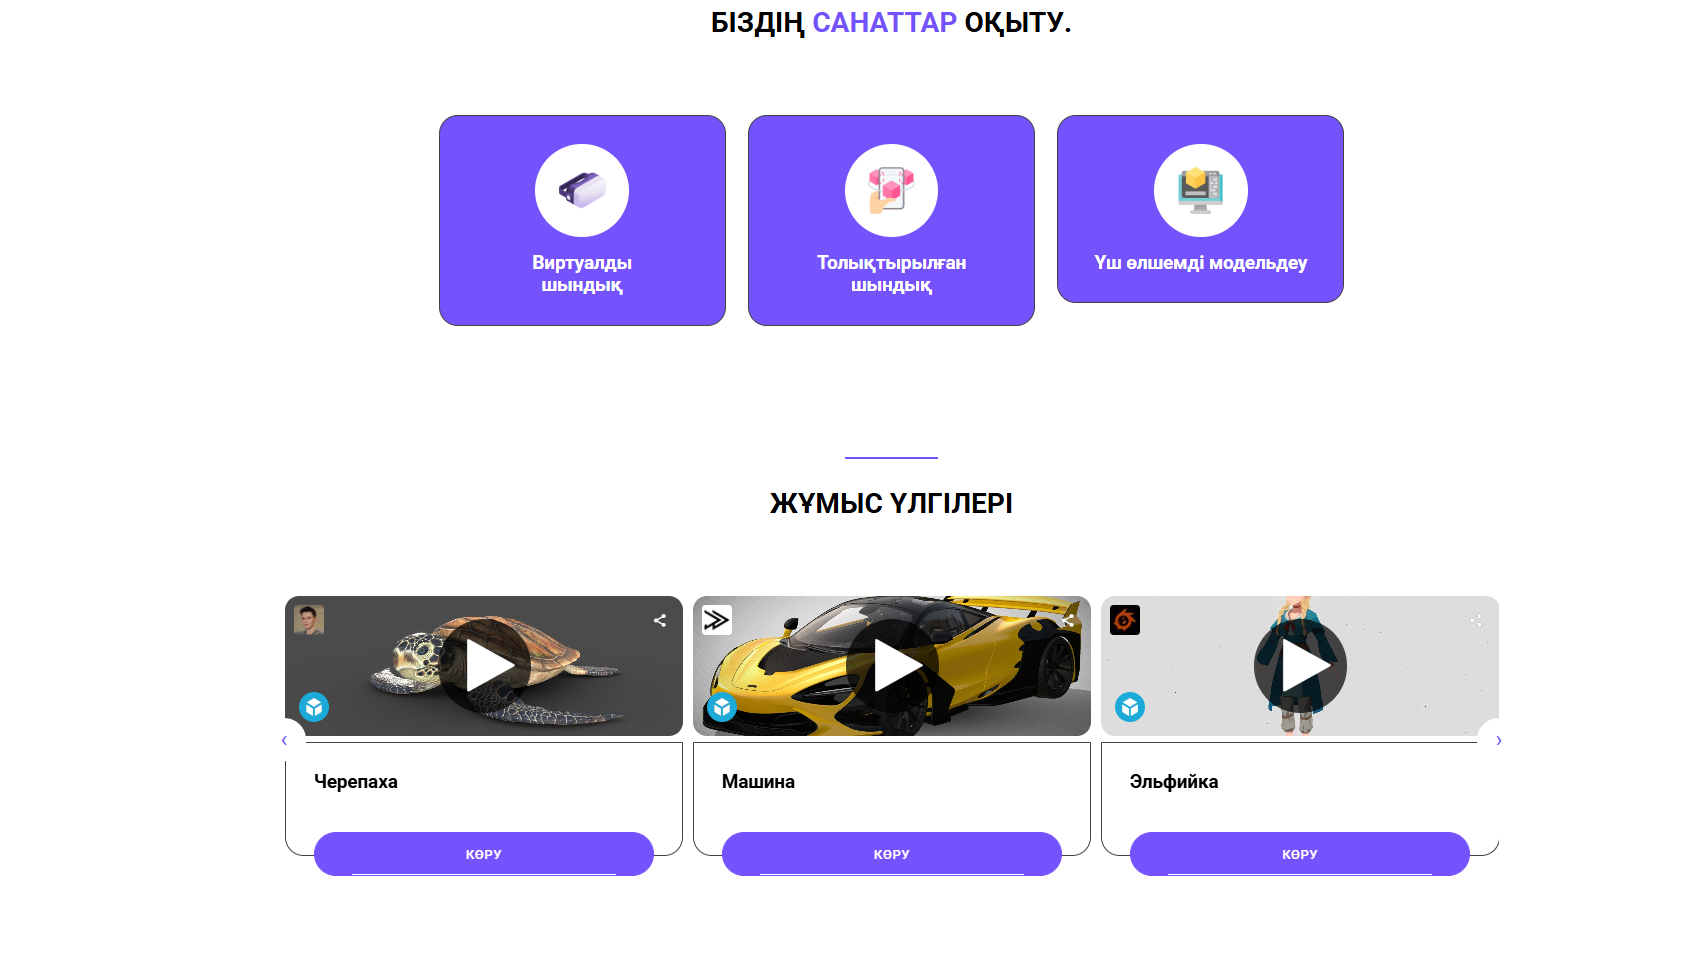 БІЗДІҢ САНАТТАР ОҚЫТУ.
Виртуалды
шындық
Толықтырылған
шындық
Үш өлшемді модельдеу
ЖҰМЫС ҮЛГІЛЕРІ
Черепаха
Машина
Эльфийка
КӨРУ
КӨРУ
КӨРУ